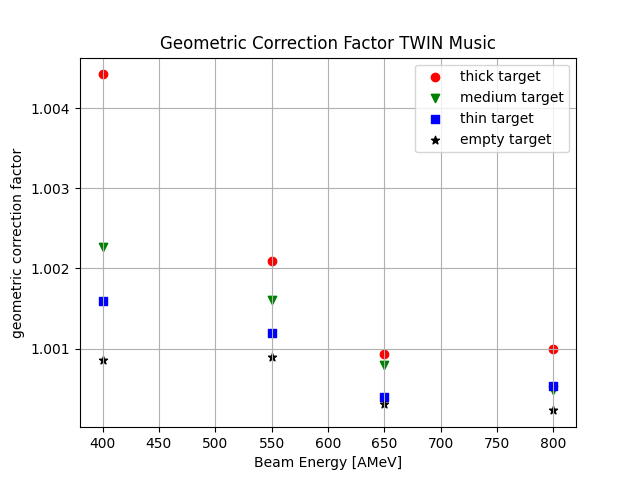 Geometric Correction Factor TWIN Music
thick target
medium target
thin target
empty target
1.004
1.003
1.002
1.001
geometric correction factor
400 450 500 550 600 650 700 750 800
Beam Energy [AMeV]